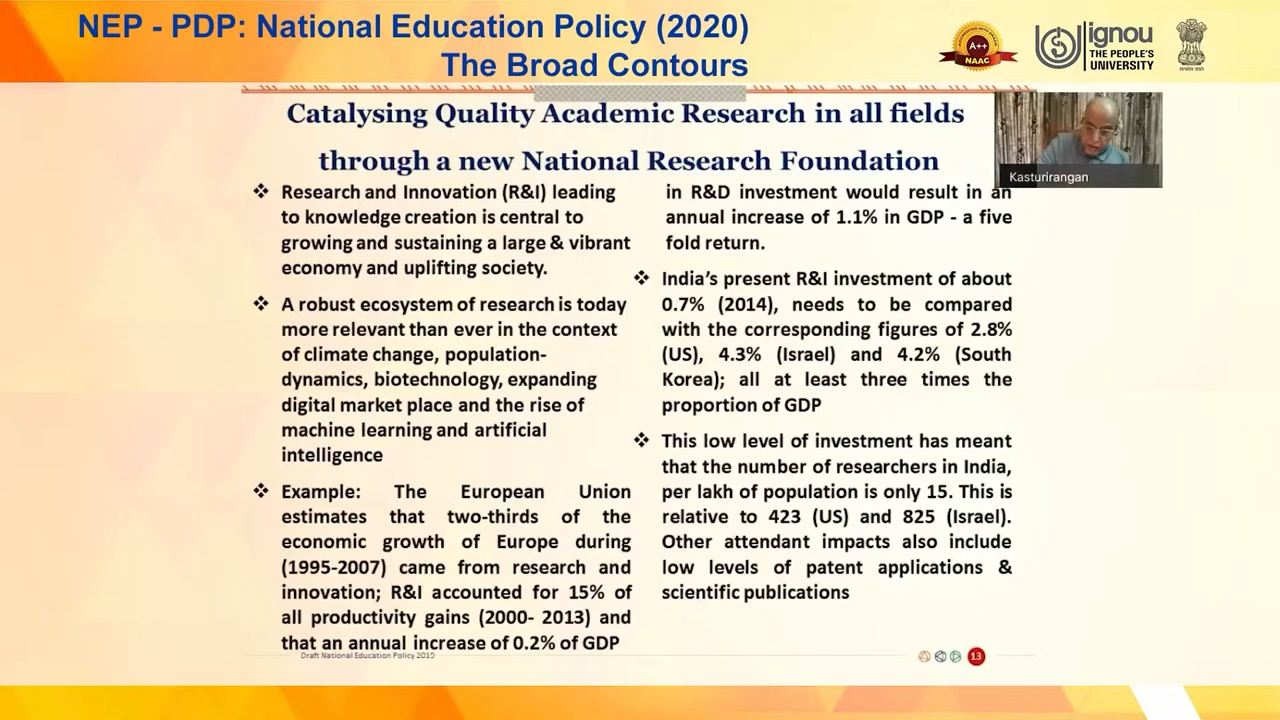 NEP - PDP: National Education Policy (2020)
The Broad Contours
A++
NAAC
ignou
THE PEOPLE'S
UNIVERSITY
Catalysing Quality Academic Research in all fields
through a new National Research Foundation
Kasturirangan
❖ Research and Innovation (R&I) leading
to knowledge creation is central to
growing and sustaining a large & vibrant
economy and uplifting society.
❖ A robust ecosystem of research is today
more relevant than ever in the context
of climate change, population-
dynamics, biotechnology, expanding
digital market place and the rise of
machine learning and artificial
intelligence
❖ Example: The European Union
estimates that two-thirds of the
economic growth of Europe during
(1995-2007) came from research and
innovation; R&I accounted for 15% of
all productivity gains (2000- 2013) and
that an annual increase of 0.2% of GDP
in R&D investment would result in an
annual increase of 1.1% in GDP - a five
fold return.
❖ India's present R&I investment of about
0.7% (2014), needs to be compared
with the corresponding figures of 2.8%
(US), 4.3% (Israel) and 4.2% (South
Korea); all at least three times the
proportion of GDP
❖ This low level of investment has meant
that the number of researchers in India,
per lakh of population is only 15. This is
relative to 423 (US) and 825 (Israel).
Other attendant impacts also include
low levels of patent applications &
scientific publications
Draft National Education Policy 2019
13